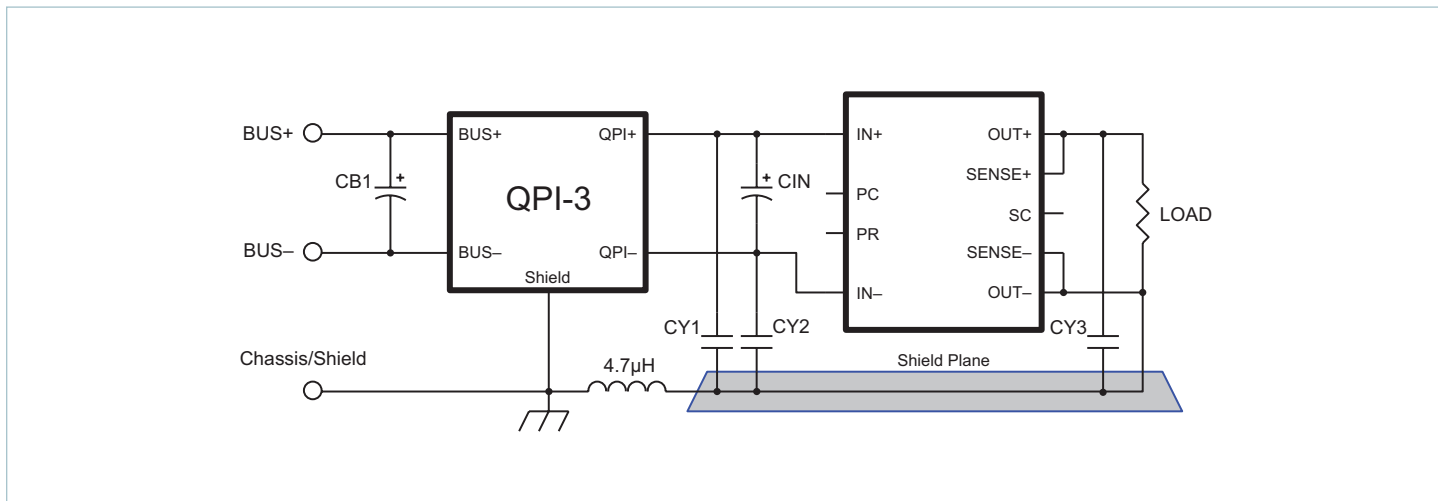 BUS+
BUS–
CB1
+
BUS+
BUS–
QPI+
QPI–
QPI-3
Shield
CIN
+
IN+
PC
PR
IN–
OUT+
SENSE+
SC
SENSE–
OUT–
LOAD
CY1
CY2
CY3
Chassis/Shield
4.7µH
Shield Plane